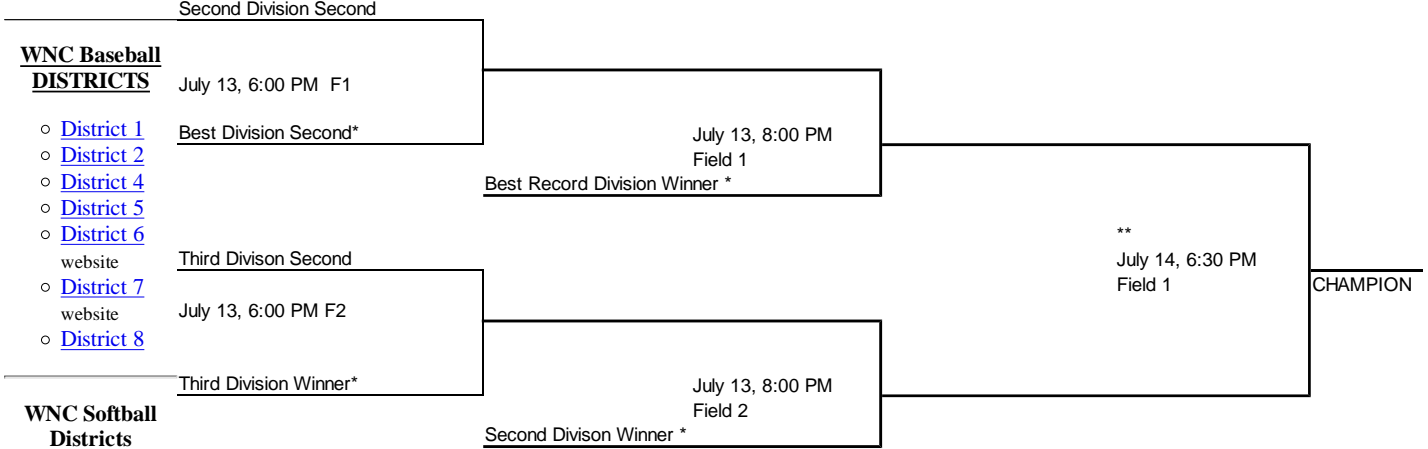 Second Division Second
WNC Baseball
DISTRICTS
District 1
District 2
District 4
District 5
District 6
website
District 7
website
District 8
WNC Softball
Districts
July 13, 6:00 PM F1
Best Division Second*
July 13, 8:00 PM
Field 1
Best Record Division Winner *
Third Divison Second
July 13, 6:00 PM F2
Third Division Winner*
July 13, 8:00 PM
Field 2
Second Divison Winner *
**
July 14, 6:30 PM
Field 1
CHAMPION